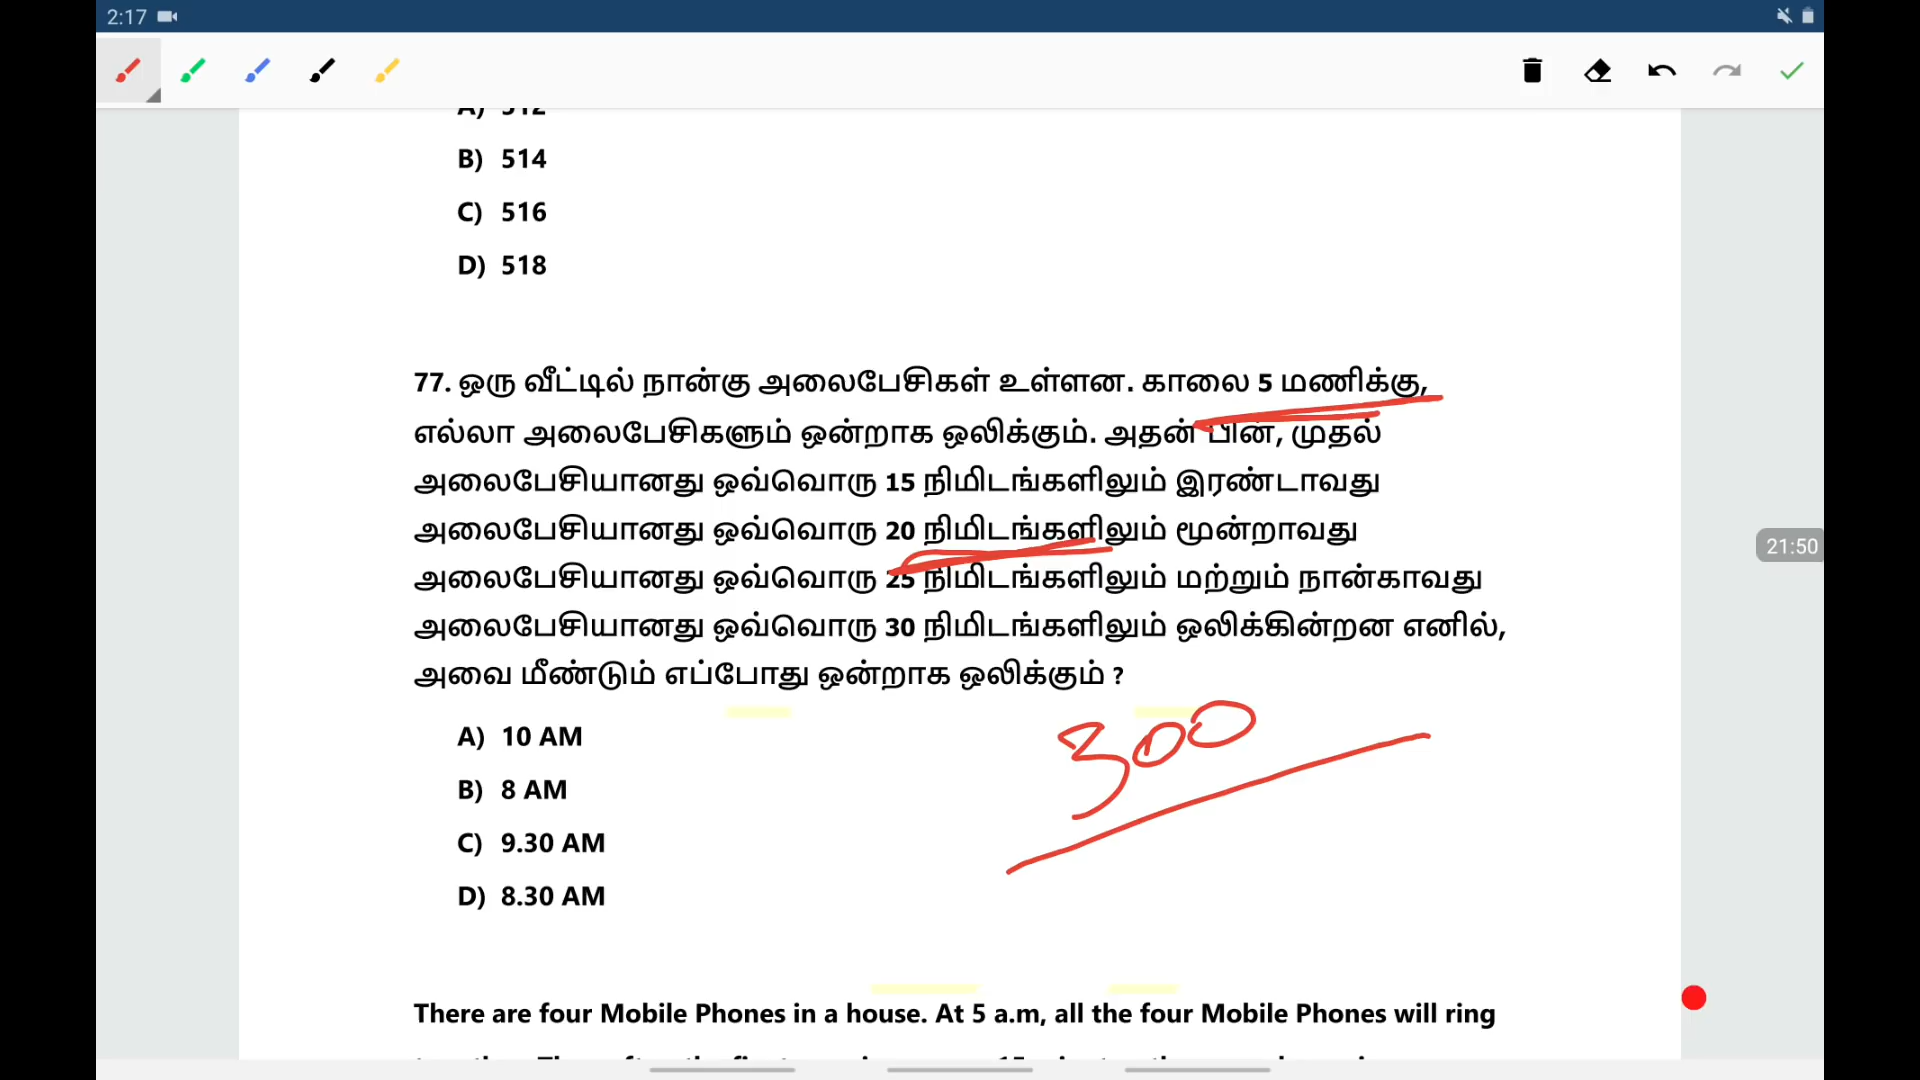 2:17
A) 512
B) 514
C) 516
D) 518
77. ஒரு வீட்டில் நான்கு அலைபேசிகள் உள்ளன. காலை 5 மணிக்கு,
எல்லா அலைபேசிகளும் ஒன்றாக ஒலிக்கும். அதன் பின், முதல்
அலைபேசியானது ஒவ்வொரு 15 நிமிடங்களிலும் இரண்டாவது
அலைபேசியானது ஒவ்வொரு 20 நிமிடங்களிலும் மூன்றாவது
21:50
அலைபேசியானது ஒவ்வொரு 25 நிமிடங்களிலும் மற்றும் நான்காவது
அலைபேசியானது ஒவ்வொரு 30 நிமிடங்களிலும் ஒலிக்கின்றன எனில்,
அவை மீண்டும் எப்போது ஒன்றாக ஒலிக்கும் ?
300
A) 10 AM
B) 8 AM
C) 9.30 AM
D) 8.30 AM
There are four Mobile Phones in a house. At 5 a.m, all the four Mobile Phones will ring